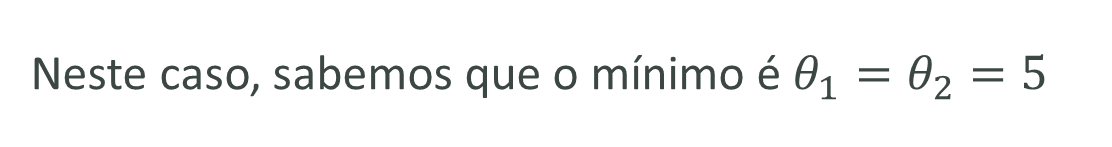 Neste caso, sabemos que o mínimo é θ₁ = θ₂ = 5